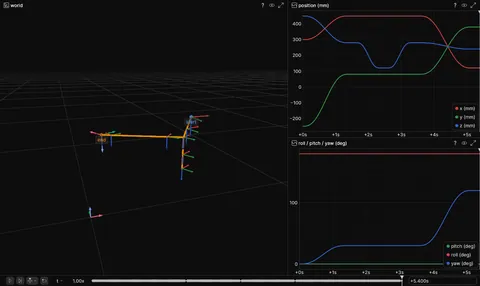 world
position (mm)
400
300
200
100
0
-100
-200
x (mm)
y (mm)
z (mm)
+0s
+1s
+2s
+3s
+4s
+5s
roll / pitch / yaw (deg)
100
0
pitch (deg)
roll (deg)
yaw (deg)
+0s
+1s
+2s
+3s
+4s
+5s
1.00x
+5.400s